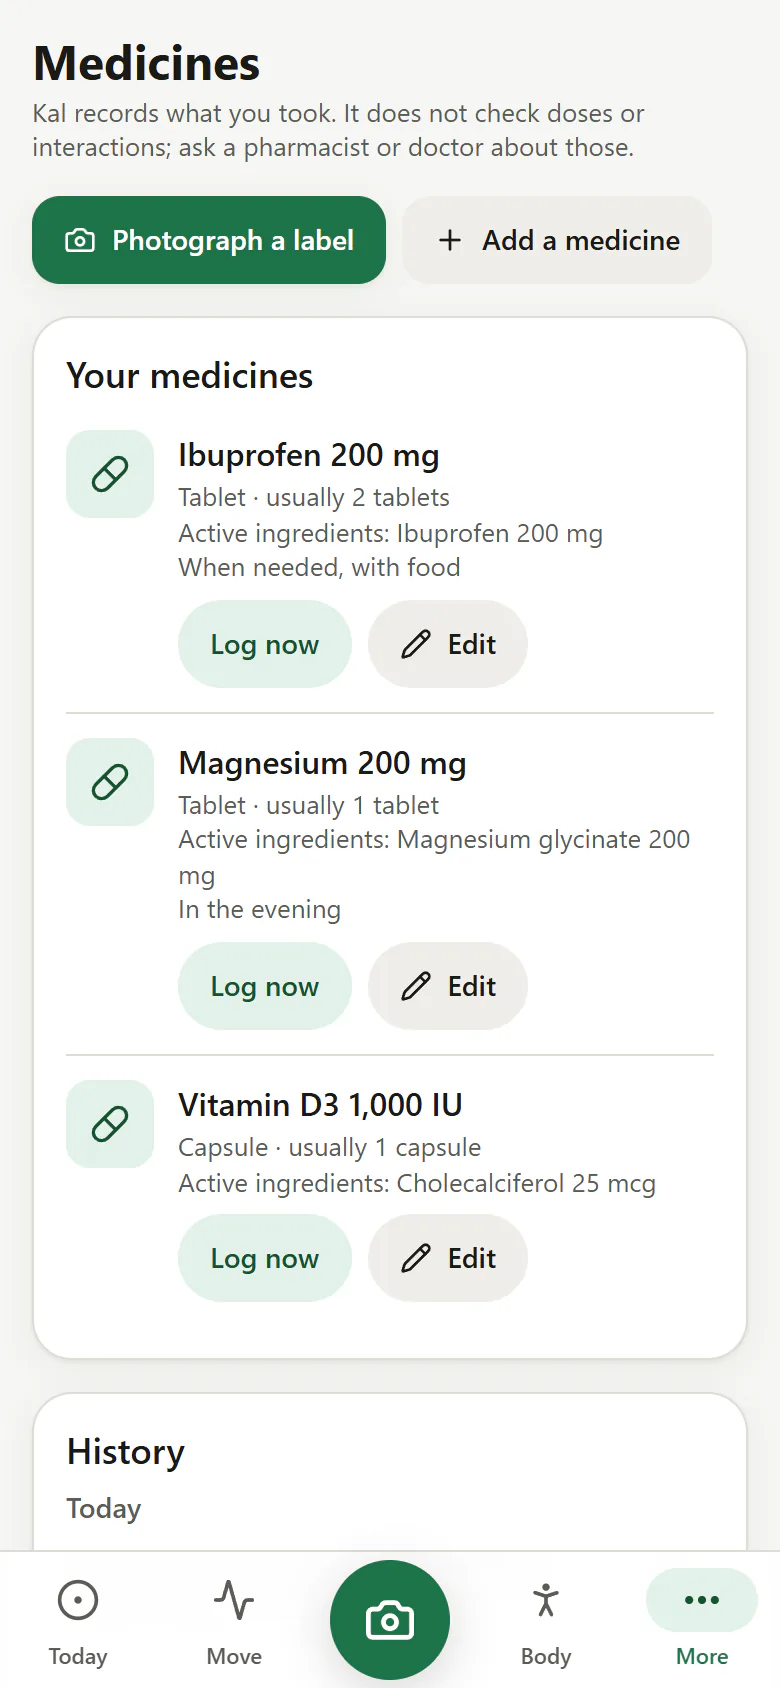 Medicines
Kal records what you took. It does not check doses or
interactions; ask a pharmacist or doctor about those.
Photograph a label
Add a medicine
Your medicines
Ibuprofen 200 mg
Tablet · usually 2 tablets
Active ingredients: Ibuprofen 200 mg
When needed, with food
Log now
Edit
Magnesium 200 mg
Tablet · usually 1 tablet
Active ingredients: Magnesium glycinate 200
mg
In the evening
Log now
Edit
Vitamin D3 1,000 IU
Capsule · usually 1 capsule
Active ingredients: Cholecalciferol 25 mcg
Log now
Edit
History
Today
Today
Move
Body
More